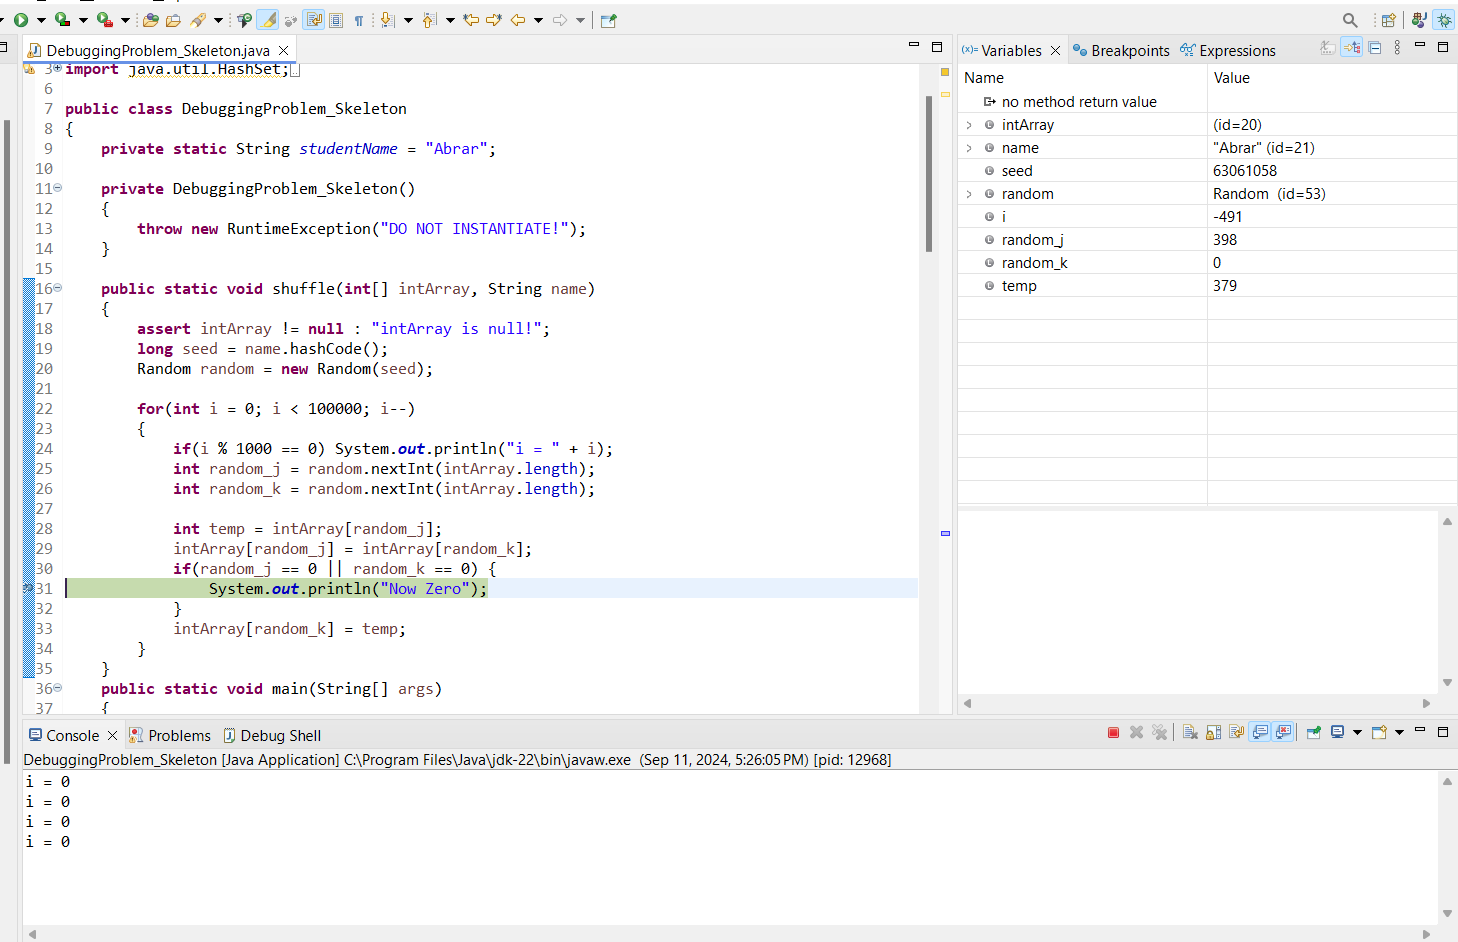 DebuggingProblem_Skeleton.java
3 import java.util.HashSet;
6
7 public class DebuggingProblem_Skeleton
8 {
9 private static String studentName = "Abrar";
10
11 private DebuggingProblem_Skeleton()
12 {
13 throw new RuntimeException("DO NOT INSTANTIATE!");
14 }
15
16 public static void shuffle(int[] intArray, String name)
17 {
18 assert intArray != null : "intArray is null!";
19 long seed = name.hashCode();
20 Random random = new Random(seed);
21
22 for(int i = 0; i < 100000; i--)
23 {
24 if(i % 1000 == 0) System.out.println("i = " + i);
25 int random_j = random.nextInt(intArray.length);
26 int random_k = random.nextInt(intArray.length);
27
28 int temp = intArray[random_j];
29 intArray[random_j] = intArray[random_k];
30 if(random_j == 0 || random_k == 0) {
31 System.out.println("Now Zero");
32 }
33 intArray[random_k] = temp;
34 }
35 }
36 public static void main(String[] args)
37 {
(x)= Variables Breakpoints Expressions
Name Value
no method return value
intArray (id=20)
name "Abrar" (id=21)
seed 63061058
random Random (id=53)
i -491
random_j 398
random_k 0
temp 379
Console Problems Debug Shell
DebuggingProblem_Skeleton [Java Application] C:\Program Files\Java\jdk-22\bin\javaw.exe (Sep 11, 2024, 5:26:05 PM) [pid: 12968]
i = 0
i = 0
i = 0
i = 0